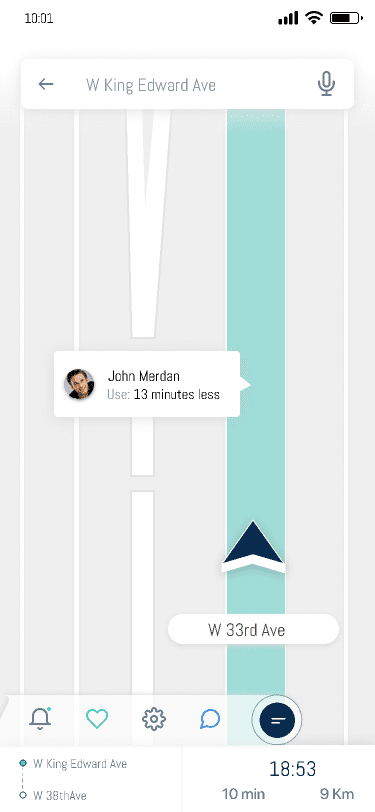 10:01
W King Edward Ave
John Merdan
Use: 13 minutes less
W 33rd Ave
W King Edward Ave
18:53
W 38thAve
10 min
9 Km